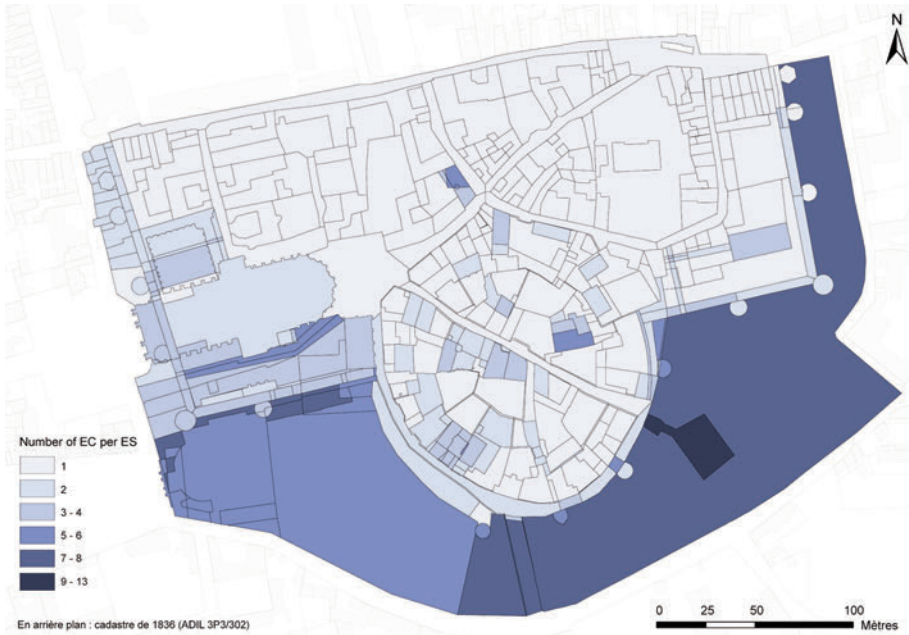 N
Number of EC per ES
1
2
3 - 4
5 - 6
7 - 8
9 - 13
En arrière plan : cadastre de 1836 (ADIL 3P3/302)
0 25 50 100
Mètres